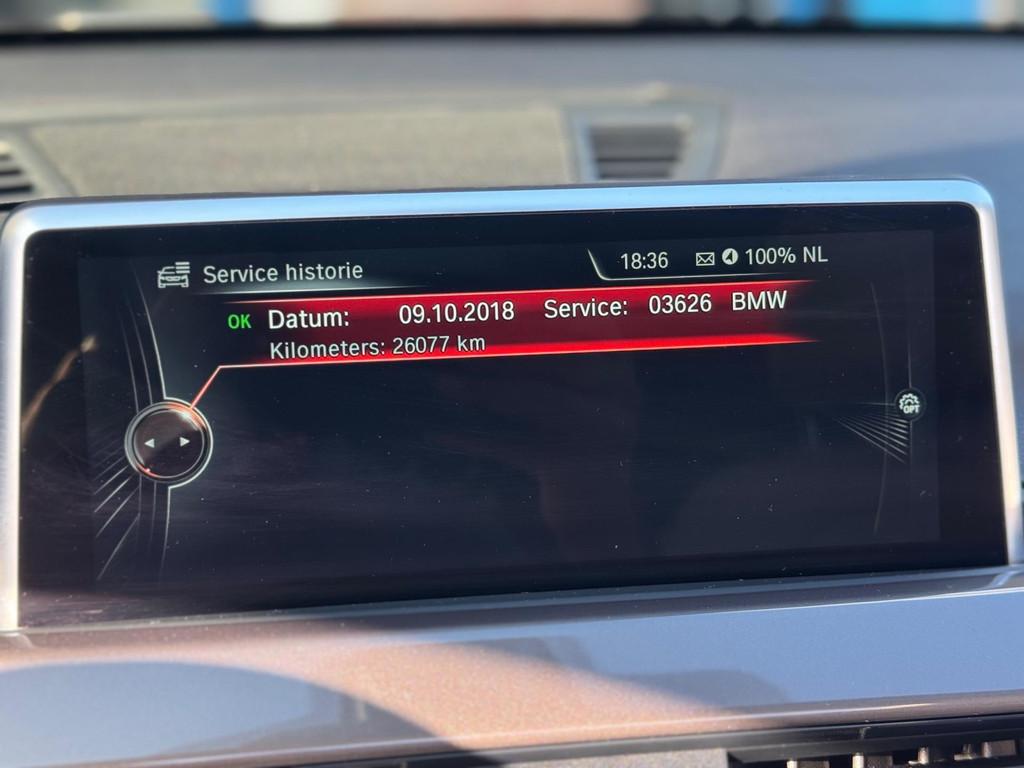 Service historie 18:36 100% NL
OK Datum: 09.10.2018 Service: 03626 BMW
Kilometers: 26077 km
OPT